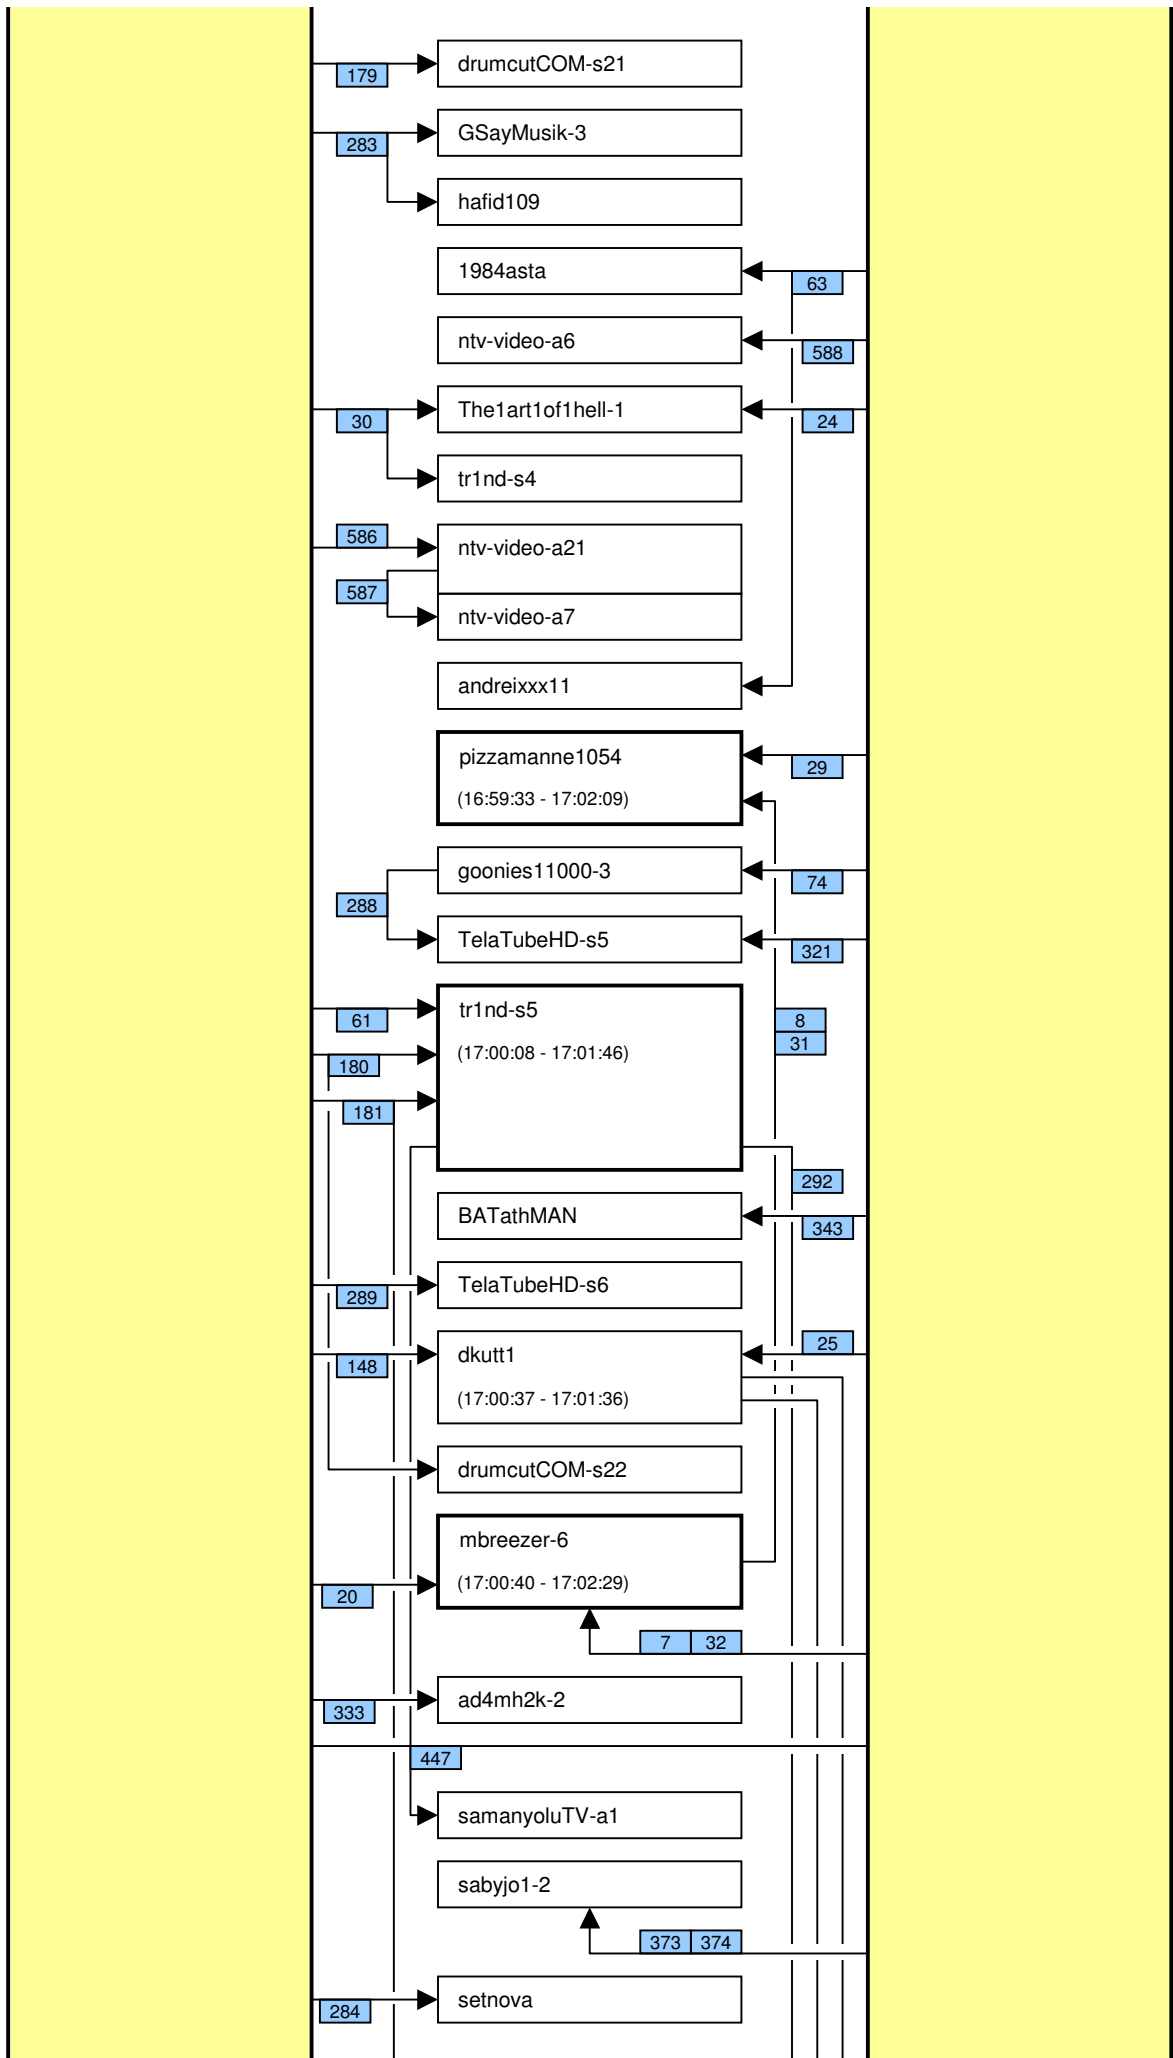 drumcutCOM-s21
179
GSayMusik-3
283
hafid109
1984asta
63
ntv-video-a6
588
The1art1of1hell-1
30
24
tr1nd-s4
586
ntv-video-a21
587
ntv-video-a7
andreixxx11
pizzamanne1054
29
(16:59:33 - 17:02:09)
goonies11000-3
74
288
TelaTubeHD-s5
321
tr1nd-s5
61
8
31
(17:00:08 - 17:01:46)
180
181
292
BATathMAN
343
TelaTubeHD-s6
289
25
dkutt1
148
(17:00:37 - 17:01:36)
drumcutCOM-s22
mbreezer-6
(17:00:40 - 17:02:29)
20
7 32
ad4mh2k-2
333
447
samanyoluTV-a1
sabyjo1-2
373 374
setnova
284